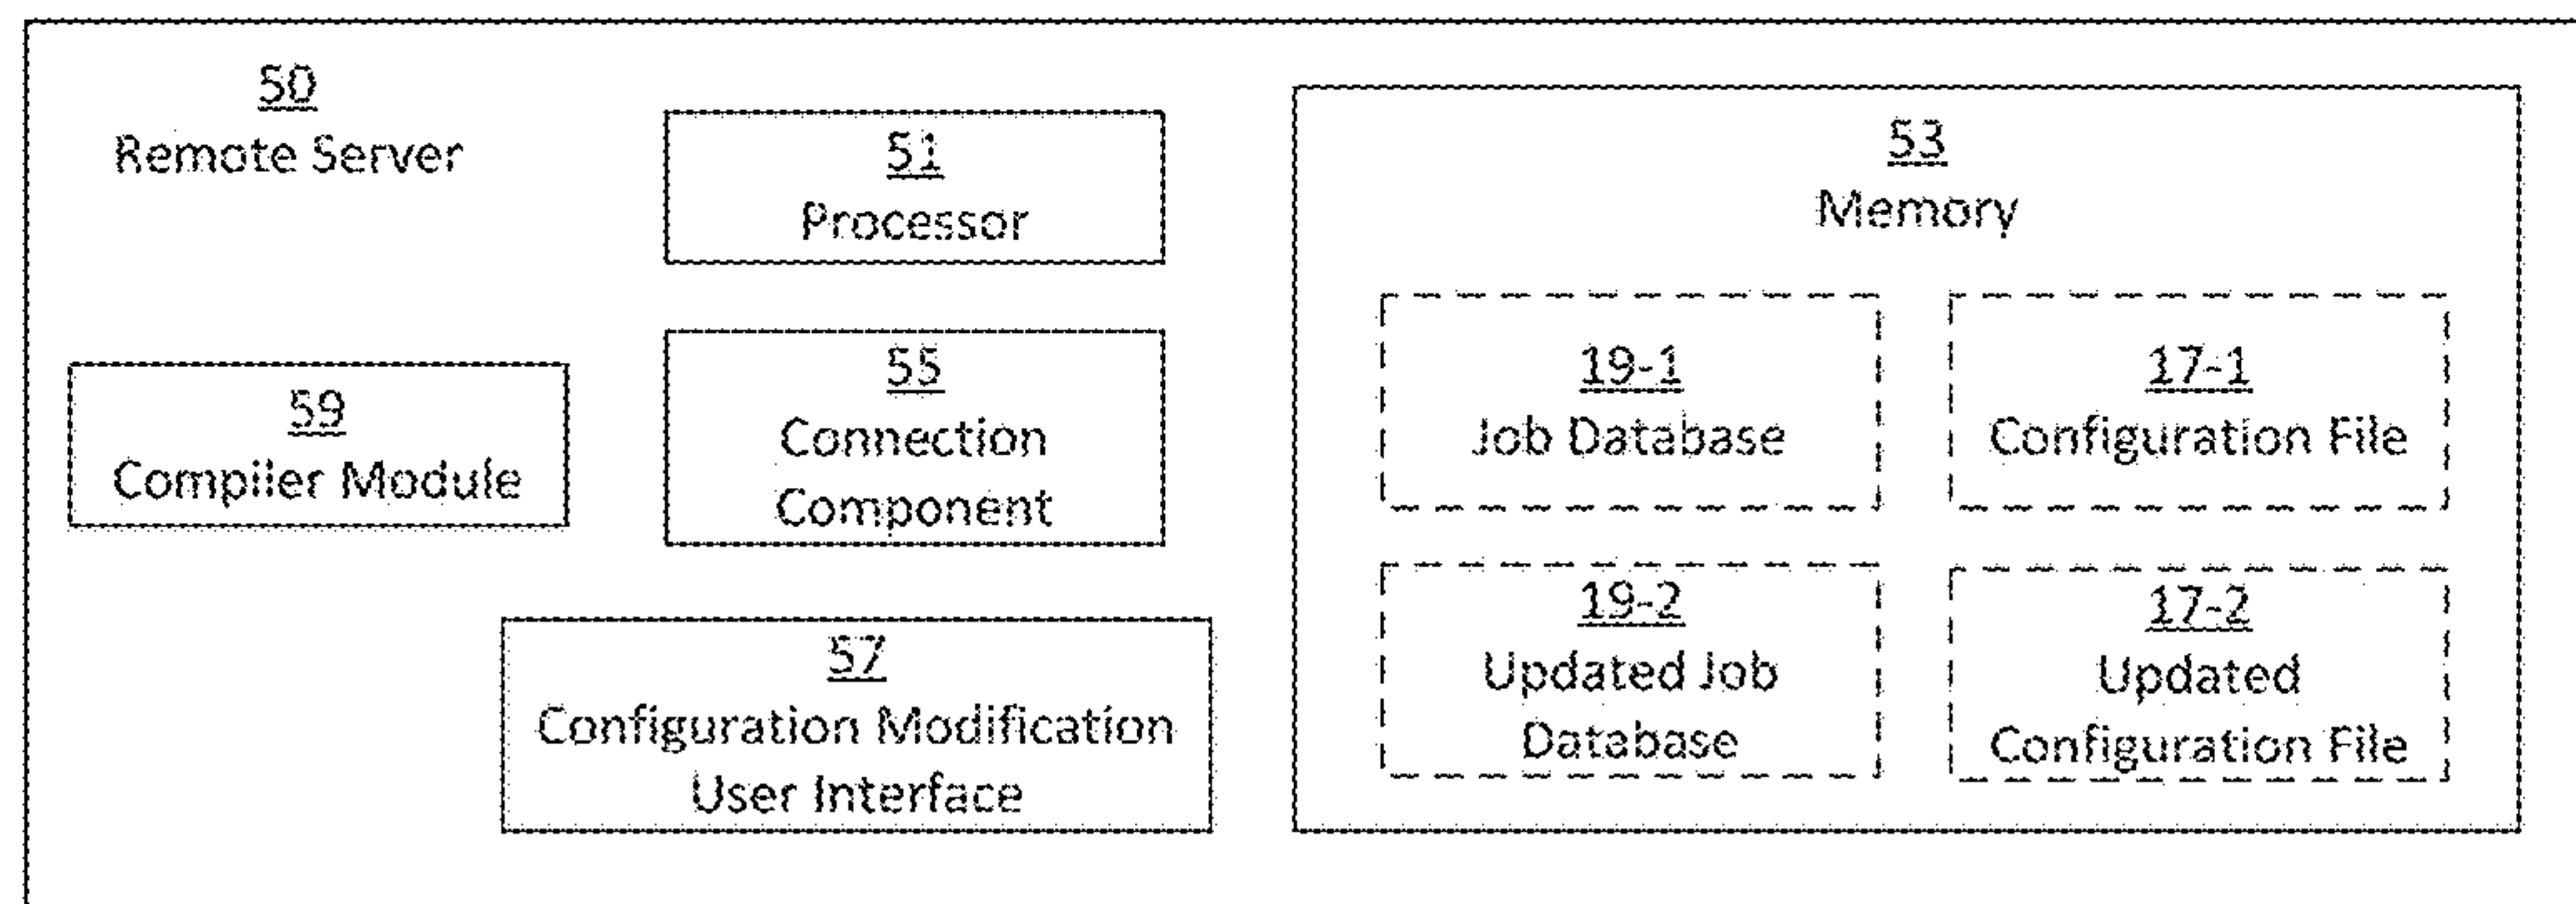 50
Remote Server
51
Processor
59
Compiler Module
55
Connection
Component
57
Configuration Modification
User Interface
53
Memory
19-1
Job Database
17-1
Configuration File
19-2
Updated Job
Database
17-2
Updated
Configuration File